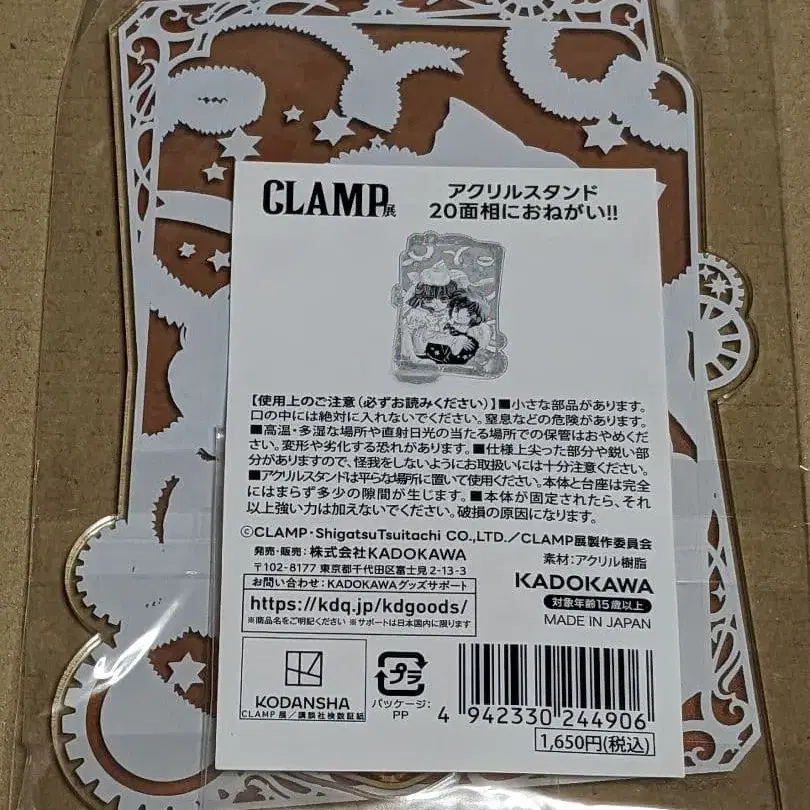 CLAMP展
アクリルスタンド
20面相におねがい!!
【使用上のご注意(必ずお読みください)】■小さな部品があります。
口の中には絶対に入れないでください。窒息などの危険があります。
■高温・多湿な場所や直射日光の当たる場所での保管はおやめくだ
さい。変形や劣化する恐れがあります。■仕様上尖った部分や鋭い部
分がありますので、怪我をしないようにお取扱いには十分注意ください。
■アクリルスタンドは平らな場所に置いて使用ください。本体と台座は完全
にはまらず多少の隙間が生じます。■本体が固定されたら、それ
以上強い力は加えないでください。破損の原因になります。
©CLAMP・ShigatsuTsuitachi CO.,LTD./CLAMP展製作委員会
発売・販売:株式会社KADOKAWA
素材:アクリル樹脂
〒102-8177 東京都千代田区富士見2-13-3
お問い合わせ:KADOKAWAグッズサポート
https://kdq.jp/kdgoods/
※商品名をご明記ください ※サポートは日本国内に限ります
KADOKAWA
対象年齢15歳以上
MADE IN JAPAN
KODANSHA
CLAMP展/講談社検数証紙
プラ
パッケージ:
PP
4 942330 244906
1,650円(税込)